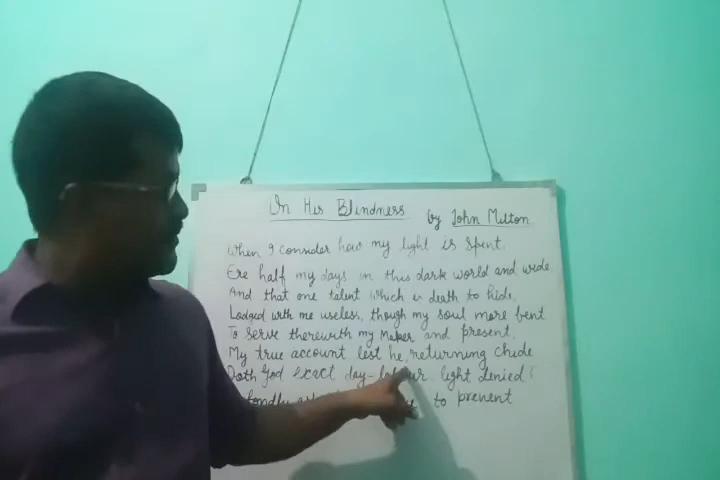 In His Blindness
by John Milton
When I consider how my light is spent,
Ere half my days in this dark world and wide
And that one talent which is death to hide,
Lodged with me useless, though my soul more bent
To serve therewith my Maker and present,
My true account lest he, returning chide
Doth God exact day- light denied?
fondly to prevent